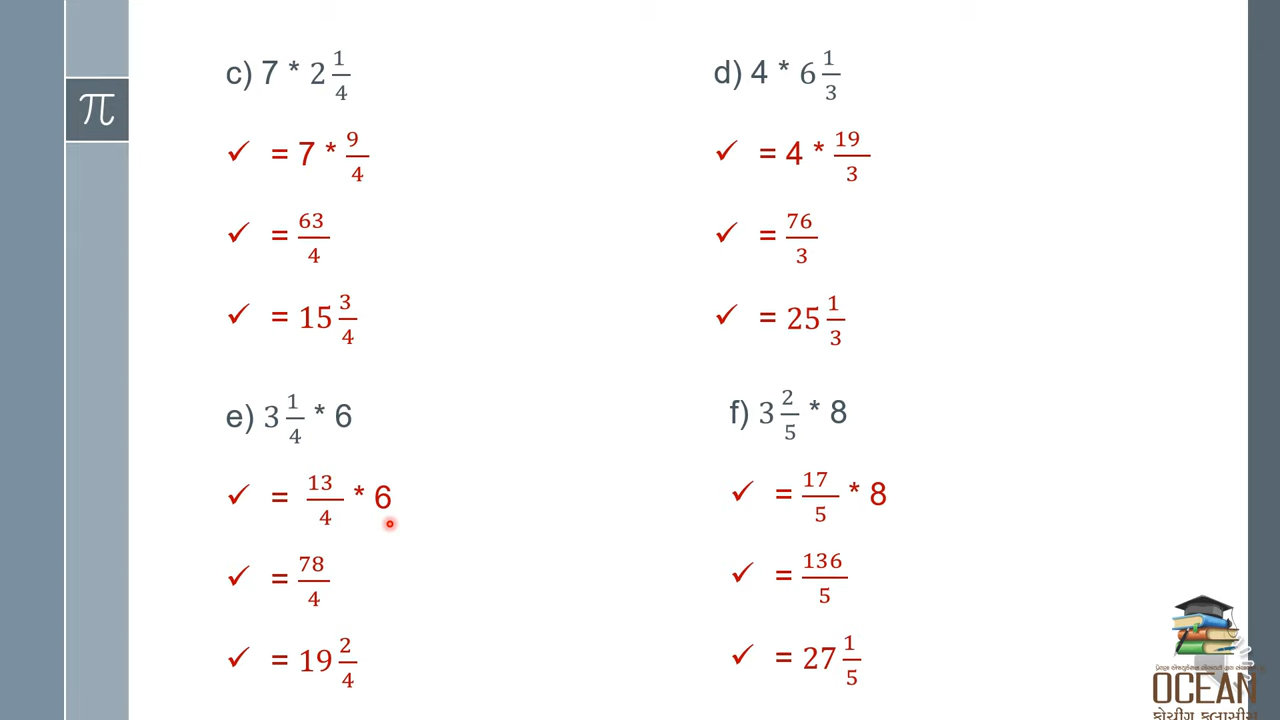 π
c) 7 * 2 1/4
✓ = 7 * 9/4
✓ = 63/4
✓ = 15 3/4
d) 4 * 6 1/3
✓ = 4 * 19/3
✓ = 76/3
✓ = 25 1/3
e) 3 1/4 * 6
✓ = 13/4 * 6
✓ = 78/4
✓ = 19 2/4
f) 3 2/5 * 8
✓ = 17/5 * 8
✓ = 136/5
✓ = 27 1/5
OCEAN
કોચીંગ ક્લાસીસ